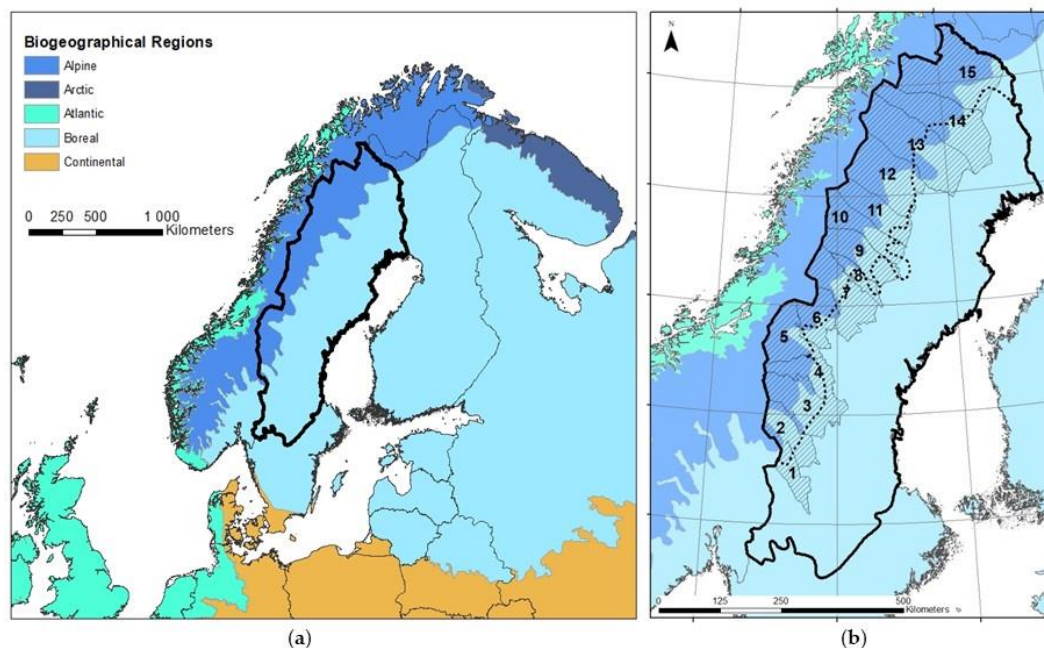 Biogeographical Regions
Alpine
Arctic
Atlantic
Boreal
Continental
0 250 500 1 000
Kilometers
(a)
N
15
14
13
12
11
10
9
8
7
6
5
4
3
2
1
0 125 250 500
Kilometers
(b)